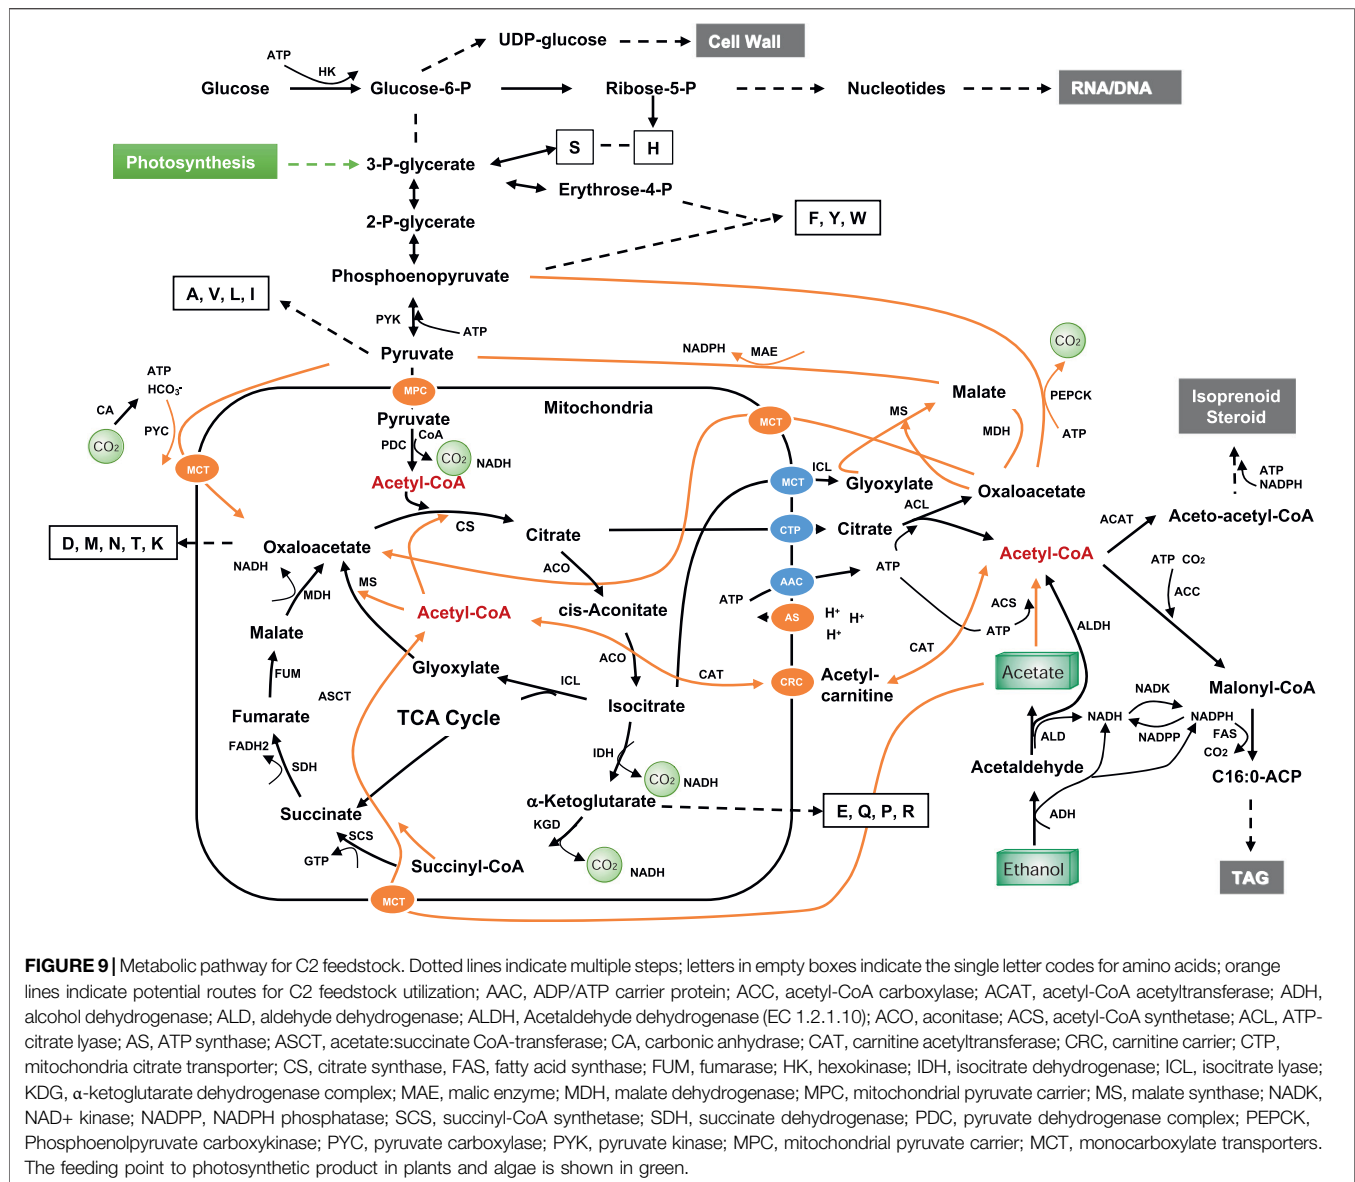 UDP-glucose
Cell Wall
ATP
HK
Glucose
Glucose-6-P
Ribose-5-P
Nucleotides
RNA/DNA
Photosynthesis
3-P-glycerate
S
H
Erythrose-4-P
2-P-glycerate
F, Y, W
Phosphoenopyruvate
A, V, L, I
PYK
ATP
Pyruvate
NADPH
MAE
CO₂
ATP
HCO₃⁻
CA
CO₂
PYC
MCT
MPC
Mitochondria
Pyruvate
CoA
PDC
CO₂
NADH
Acetyl-CoA
CS
MCT
Malate
MS
MDH
PEPCK
ATP
Isoprenoid
Steroid
MCT
ICL
Glyoxylate
Oxaloacetate
ATP
NADPH
D, M, N, T, K
Oxaloacetate
Citrate
CTP
Citrate
ACL
ACAT
Aceto-acetyl-CoA
NADH
MDH
MS
ACO
AAC
ATP
ATP
Acetyl-CoA
ATP
CO₂
ACC
Acetyl-CoA
cis-Aconitate
AS
H⁺
H⁺
H⁺
ACS
ATP
ALDH
Malate
FUM
ACO
Glyoxylate
ICL
CAT
CRC
Acetyl-
carnitine
CAT
Acetate
Malonyl-CoA
ASCT
Fumarate
TCA Cycle
Isocitrate
NADK
NADH
NADPH
NADPP
FAS
CO₂
FADH2
SDH
IDH
CO₂
NADH
ALD
Acetaldehyde
C16:0-ACP
Succinate
α-Ketoglutarate
E, Q, P, R
KGD
ADH
SCS
GTP
CO₂
NADH
Succinyl-CoA
Ethanol
TAG
MCT
FIGURE 9 | Metabolic pathway for C2 feedstock. Dotted lines indicate multiple steps; letters in empty boxes indicate the single letter codes for amino acids; orange
lines indicate potential routes for C2 feedstock utilization; AAC, ADP/ATP carrier protein; ACC, acetyl-CoA carboxylase; ACAT, acetyl-CoA acetyltransferase; ADH,
alcohol dehydrogenase; ALD, aldehyde dehydrogenase; ALDH, Acetaldehyde dehydrogenase (EC 1.2.1.10); ACO, aconitase; ACS, acetyl-CoA synthetase; ACL, ATP-
citrate lyase; AS, ATP synthase; ASCT, acetate:succinate CoA-transferase; CA, carbonic anhydrase; CAT, carnitine acetyltransferase; CRC, carnitine carrier; CTP,
mitochondria citrate transporter; CS, citrate synthase, FAS, fatty acid synthase; FUM, fumarase; HK, hexokinase; IDH, isocitrate dehydrogenase; ICL, isocitrate lyase;
KDG, α-ketoglutarate dehydrogenase complex; MAE, malic enzyme; MDH, malate dehydrogenase; MPC, mitochondrial pyruvate carrier; MS, malate synthase; NADK,
NAD+ kinase; NADPP, NADPH phosphatase; SCS, succinyl-CoA synthetase; SDH, succinate dehydrogenase; PDC, pyruvate dehydrogenase complex; PEPCK,
Phosphoenolpyruvate carboxykinase; PYC, pyruvate carboxylase; PYK, pyruvate kinase; MPC, mitochondrial pyruvate carrier; MCT, monocarboxylate transporters.
The feeding point to photosynthetic product in plants and algae is shown in green.